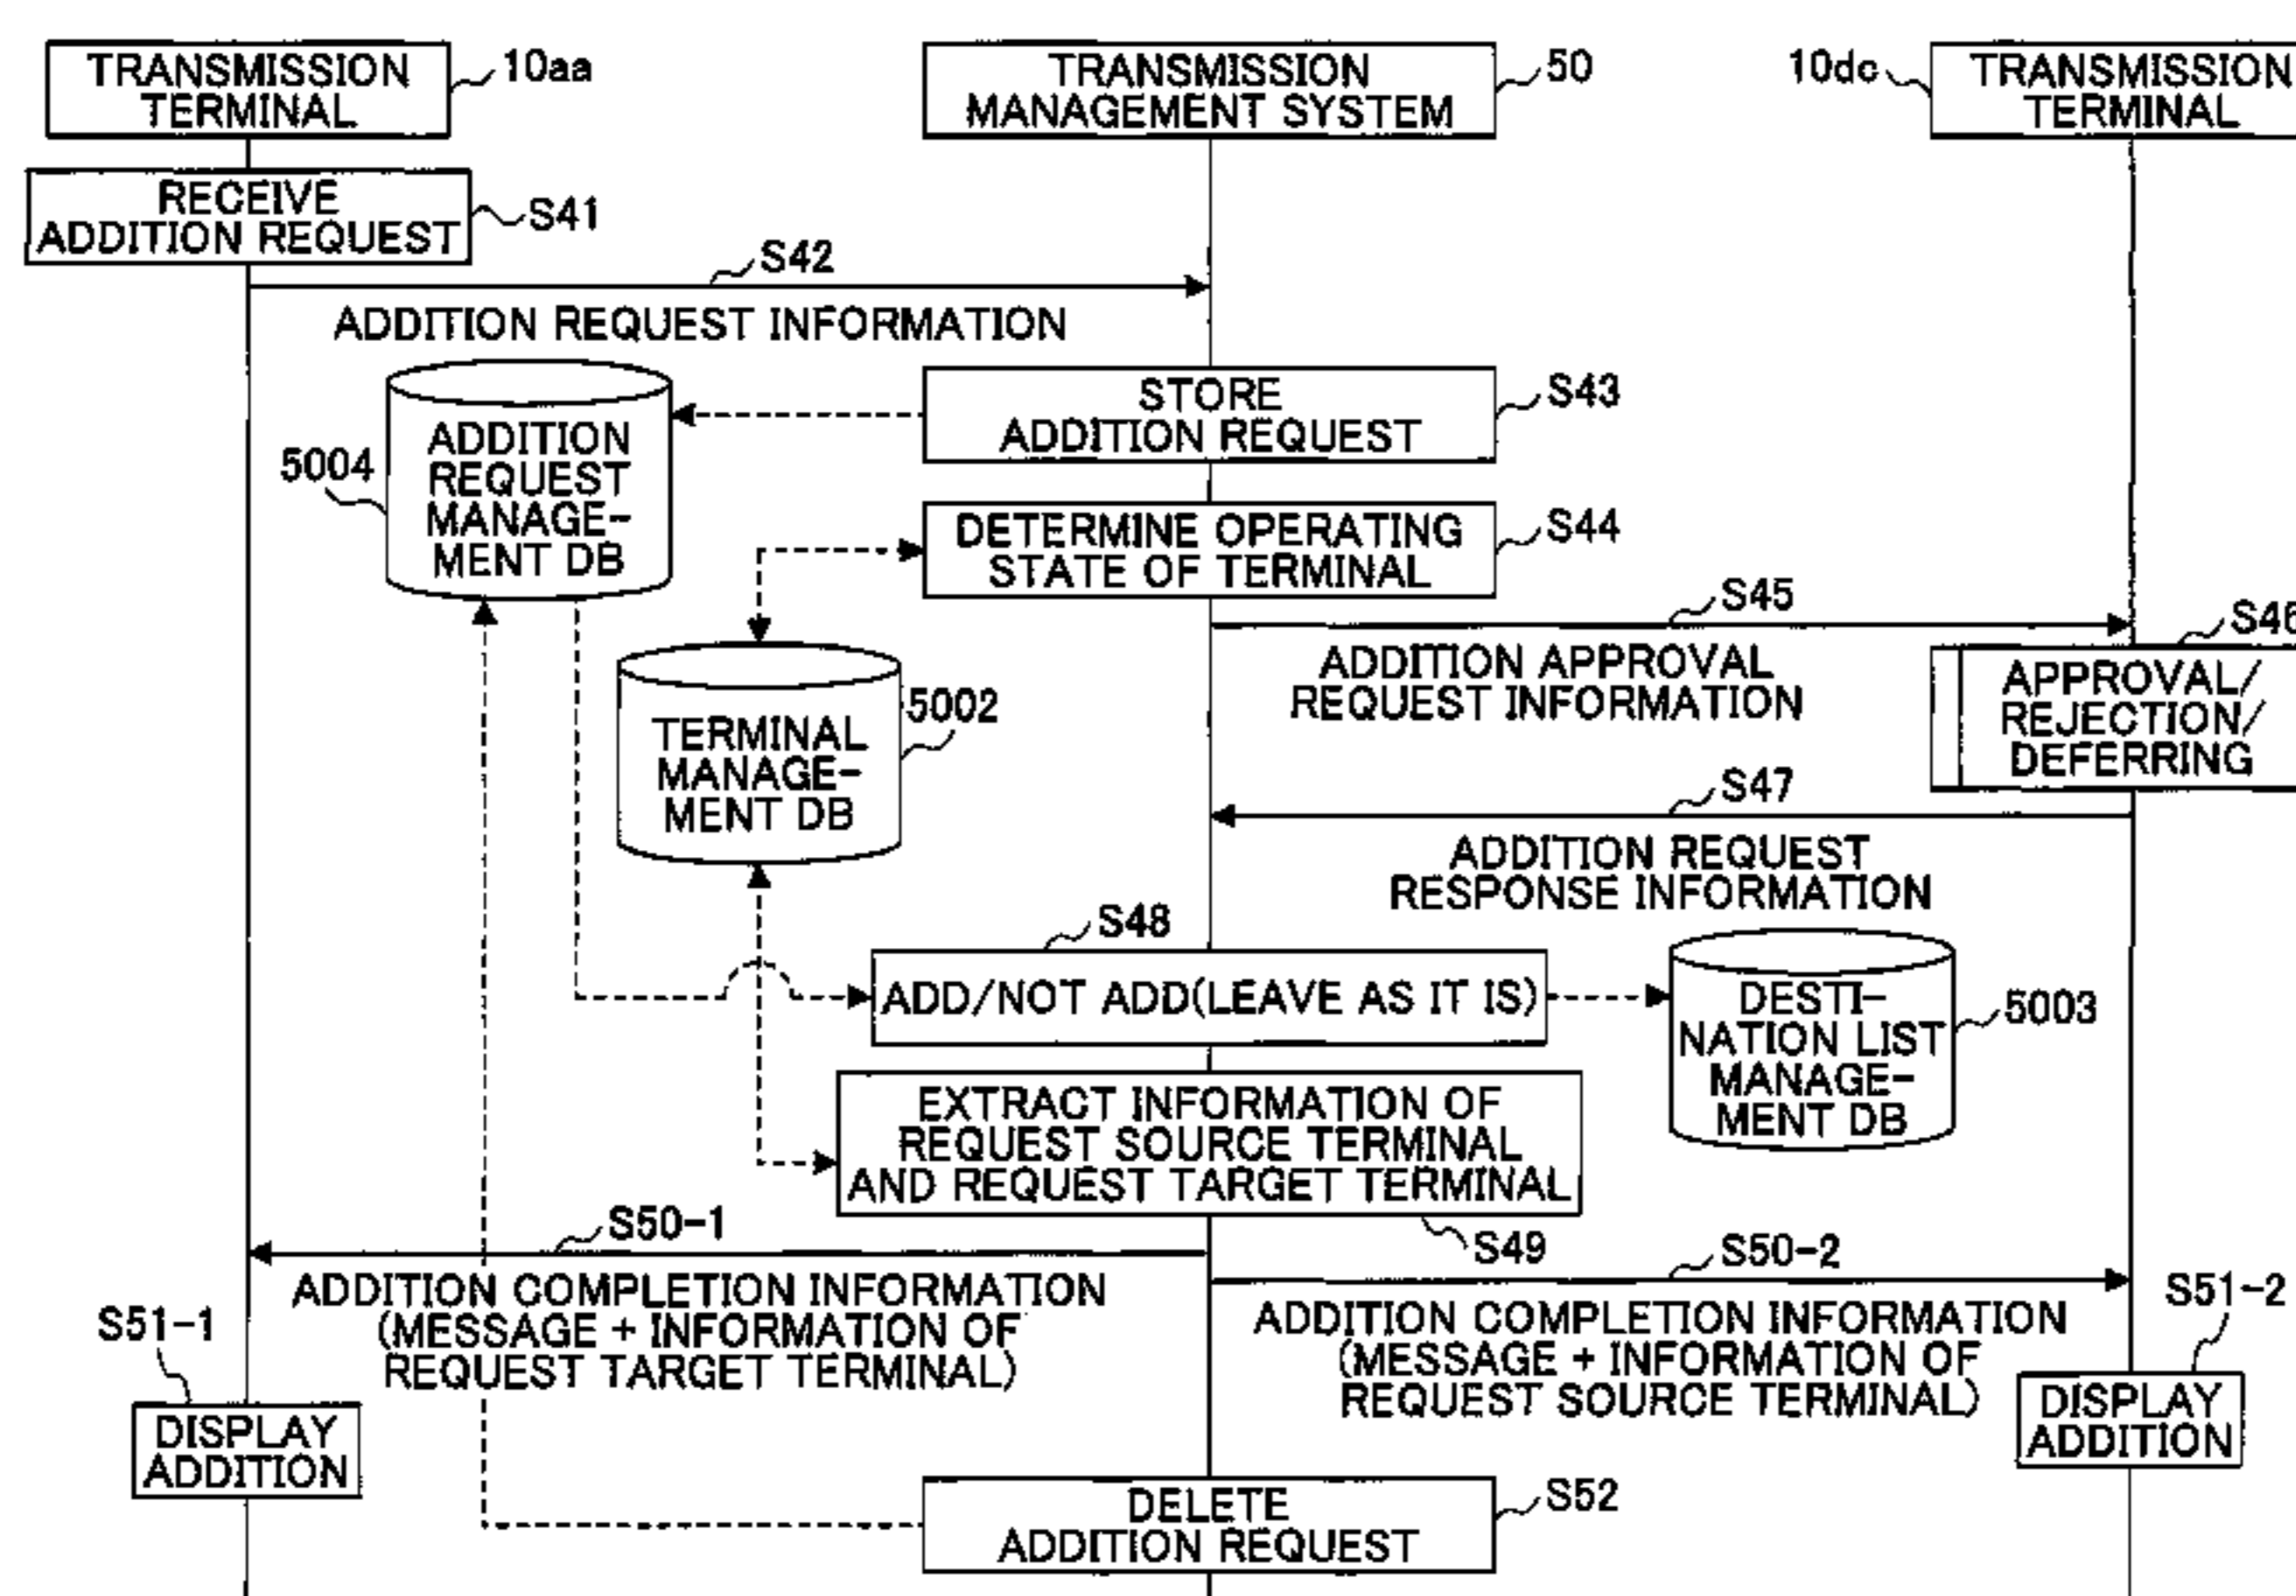 TRANSMISSION
TERMINAL
10aa
TRANSMISSION
MANAGEMENT SYSTEM
50
10dc
TRANSMISSION
TERMINAL
RECEIVE
ADDITION REQUEST
S41
S42
ADDITION REQUEST INFORMATION
STORE
ADDITION REQUEST
S43
5004
ADDITION
REQUEST
MANAGE-
MENT DB
DETERMINE OPERATING
STATE OF TERMINAL
S44
S45
ADDITION APPROVAL
REQUEST INFORMATION
S46
APPROVAL/
REJECTION/
DEFERRING
5002
TERMINAL
MANAGE-
MENT DB
S47
ADDITION REQUEST
RESPONSE INFORMATION
S48
ADD/NOT ADD(LEAVE AS IT IS)
DESTI-
NATION LIST
MANAGE-
MENT DB
5003
EXTRACT INFORMATION OF
REQUEST SOURCE TERMINAL
AND REQUEST TARGET TERMINAL
S49
S50-1
ADDITION COMPLETION INFORMATION
(MESSAGE + INFORMATION OF
REQUEST TARGET TERMINAL)
S50-2
ADDITION COMPLETION INFORMATION
(MESSAGE + INFORMATION OF
REQUEST SOURCE TERMINAL)
S51-1
DISPLAY
ADDITION
S51-2
DISPLAY
ADDITION
DELETE
ADDITION REQUEST
S52